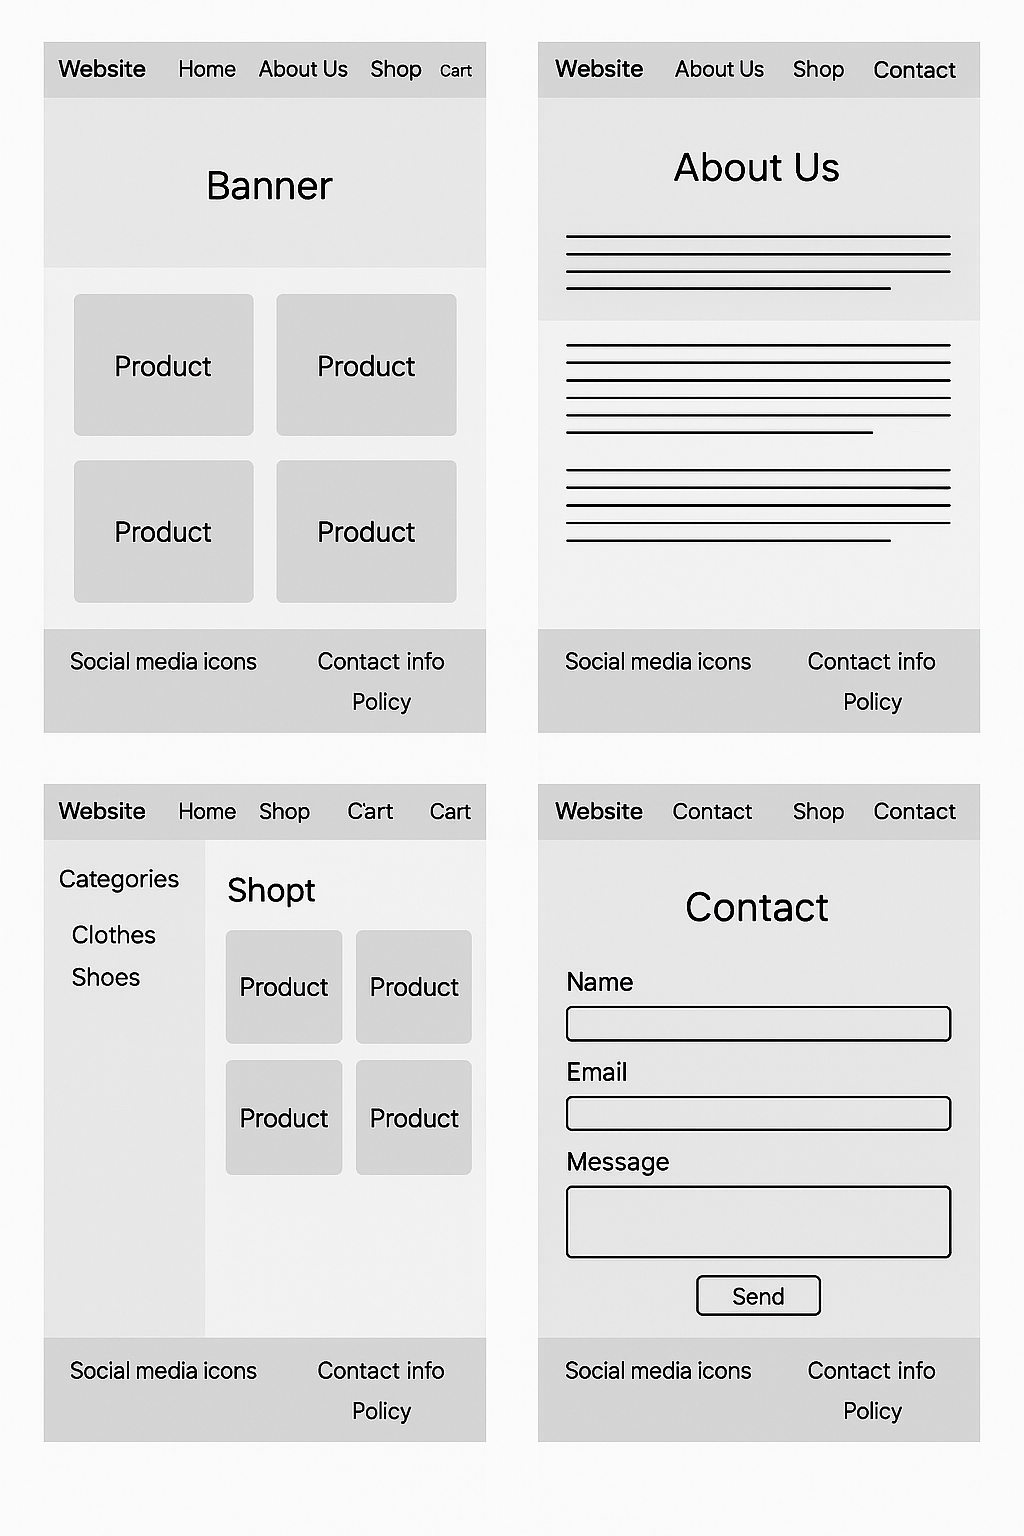 Website Home About Us Shop Cart
Banner
Product Product
Product Product
Social media icons Contact info
Policy
Website About Us Shop Contact
About Us
Social media icons Contact info
Policy
Website Home Shop C'art Cart
Categories
Clothes
Shoes
Shopt
Product Product
Product Product
Social media icons Contact info
Policy
Website Contact Shop Contact
Contact
Name
Email
Message
Send
Social media icons Contact info
Policy